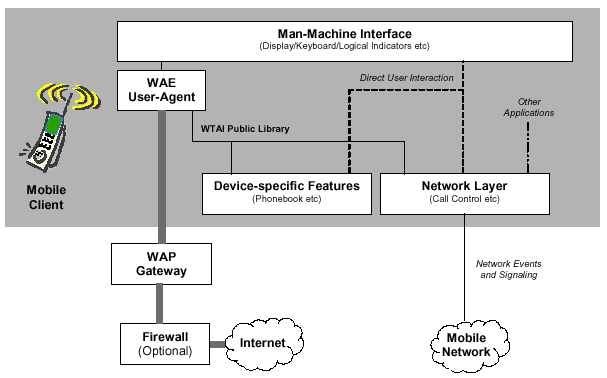 Man-Machine Interface
(Display/Keyboard/Logical Indicators etc)
WAE
User-Agent
Direct User Interaction
Other
Applications
WTAI Public Library
Mobile
Client
Device-specific Features
(Phonebook etc)
Network Layer
(Call Control etc)
WAP
Gateway
Network Events
and Signaling
Firewall
(Optional)
Internet
Mobile
Network